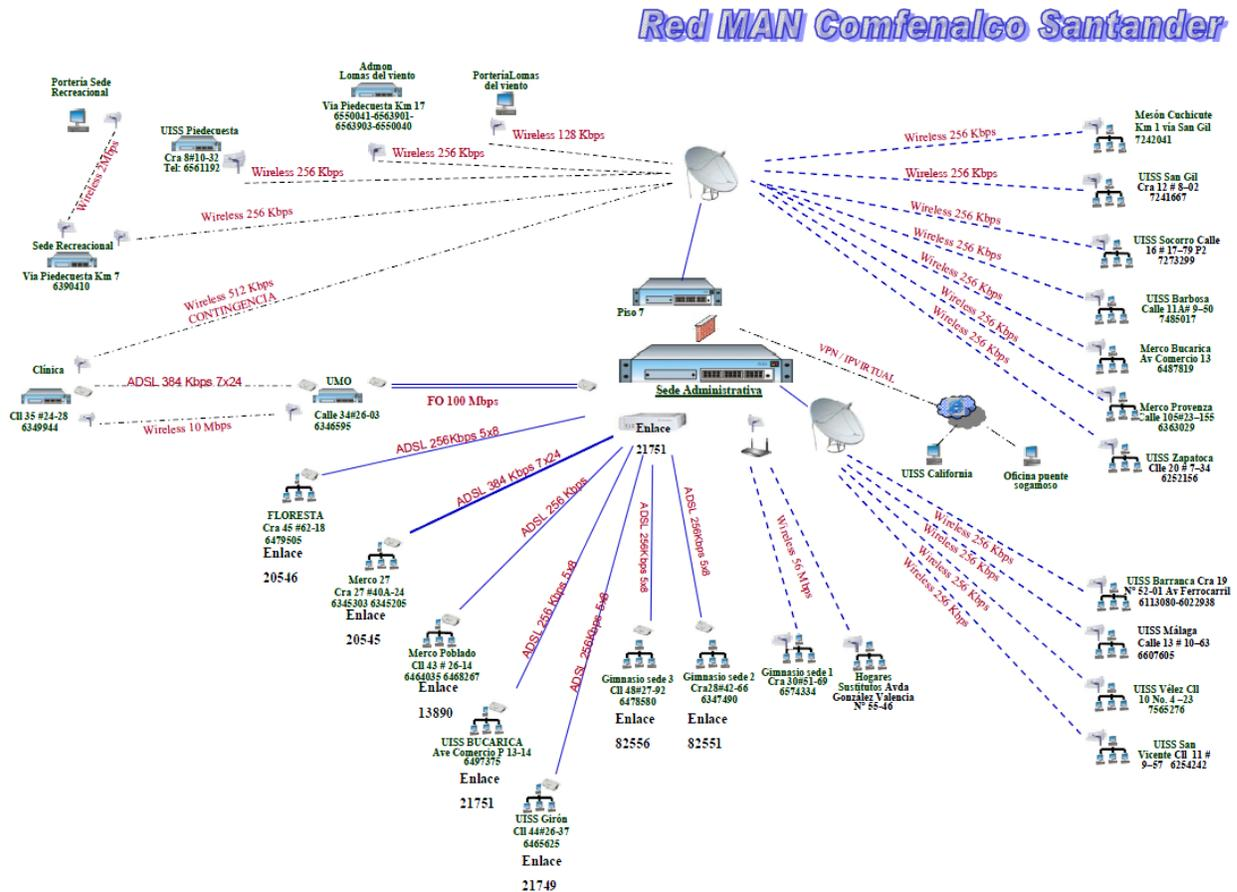 Red MAN Comfenalco Santander
Portería Sede
Recreacional
Wireless 2Mbps
UISS Piedecuesta
Cra 8#10-32
Tel: 6561192
Wireless 256 Kbps
Admon
Lomas del viento
Via Piedecuesta Km 17
6550041-6563901-
6563903-6550040
Wireless 256 Kbps
PorteriaLomas
del viento
Wireless 128 Kbps
Sede Recreacional
Via Piedecuesta Km 7
6390410
Wireless 256 Kbps
Wireless 512 Kbps
CONTINGENCIA
Clínica
Cll 35 #24-28
6349944
ADSL 384 Kbps 7x24
Wireless 10 Mbps
UMO
Calle 34#26-03
6346595
FO 100 Mbps
Piso 7
Sede Administrativa
Enlace
21751
VPN / IPVIRTUAL
UISS California
Oficina puente
sogamoso
Wireless 256 Kbps
Mesón Cuchicute
Km 1 via San Gil
7242041
Wireless 256 Kbps
UISS San Gil
Cra 12 # 8–02
7241667
Wireless 256 Kbps
UISS Socorro Calle
16 # 17–79 P2
7273299
Wireless 256 Kbps
UISS Barbosa
Calle 11A# 9–50
7485017
Wireless 256 Kbps
Merco Bucarica
Av Comercio 13
6487819
Wireless 256 Kbps
Merco Provenza
Calle 105#23–155
6363029
Wireless 256 Kbps
UISS Zapatoca
Clle 20 # 7–34
6252156
ADSL 256Kbps 5x8
FLORESTA
Cra 45 #62-18
6479505
Enlace
20546
ADSL 384 Kbps 7x24
Merco 27
Cra 27 #40A-24
6345303 6345205
Enlace
20545
ADSL 256 Kbps
Merco Poblado
Cll 43 # 26-14
6464035 6468267
Enlace
13890
ADSL 256 Kbps 5x8
UISS BUCARICA
Ave Comercio P 13-14
6497375
Enlace
21751
ADSL 256Kbps 5x8
UISS Girón
Cll 44#26-37
6465625
Enlace
21749
ADSL 256Kbps 5x8
Gimnasio sede 3
Cll 48#27-92
6478580
Enlace
82556
ADSL 256Kbps 5x8
Gimnasio sede 2
Cra28#42-66
6347490
Enlace
82551
Wireless 56 Mbps
Gimnasio sede 1
Cra 30#51-69
6574334
Hogares
Sustitutos Avda
González Valencia
N° 55-46
Wireless 256 Kbps
UISS Barranca Cra 19
N° 52-01 Av Ferrocarril
6113080-6022938
Wireless 256 Kbps
UISS Málaga
Calle 13 # 10–63
6607605
Wireless 256 Kbps
UISS Vélez Cll
10 No. 4 –23
7565276
Wireless 256 Kbps
UISS San
Vicente Cll 11 #
9–57 6254242